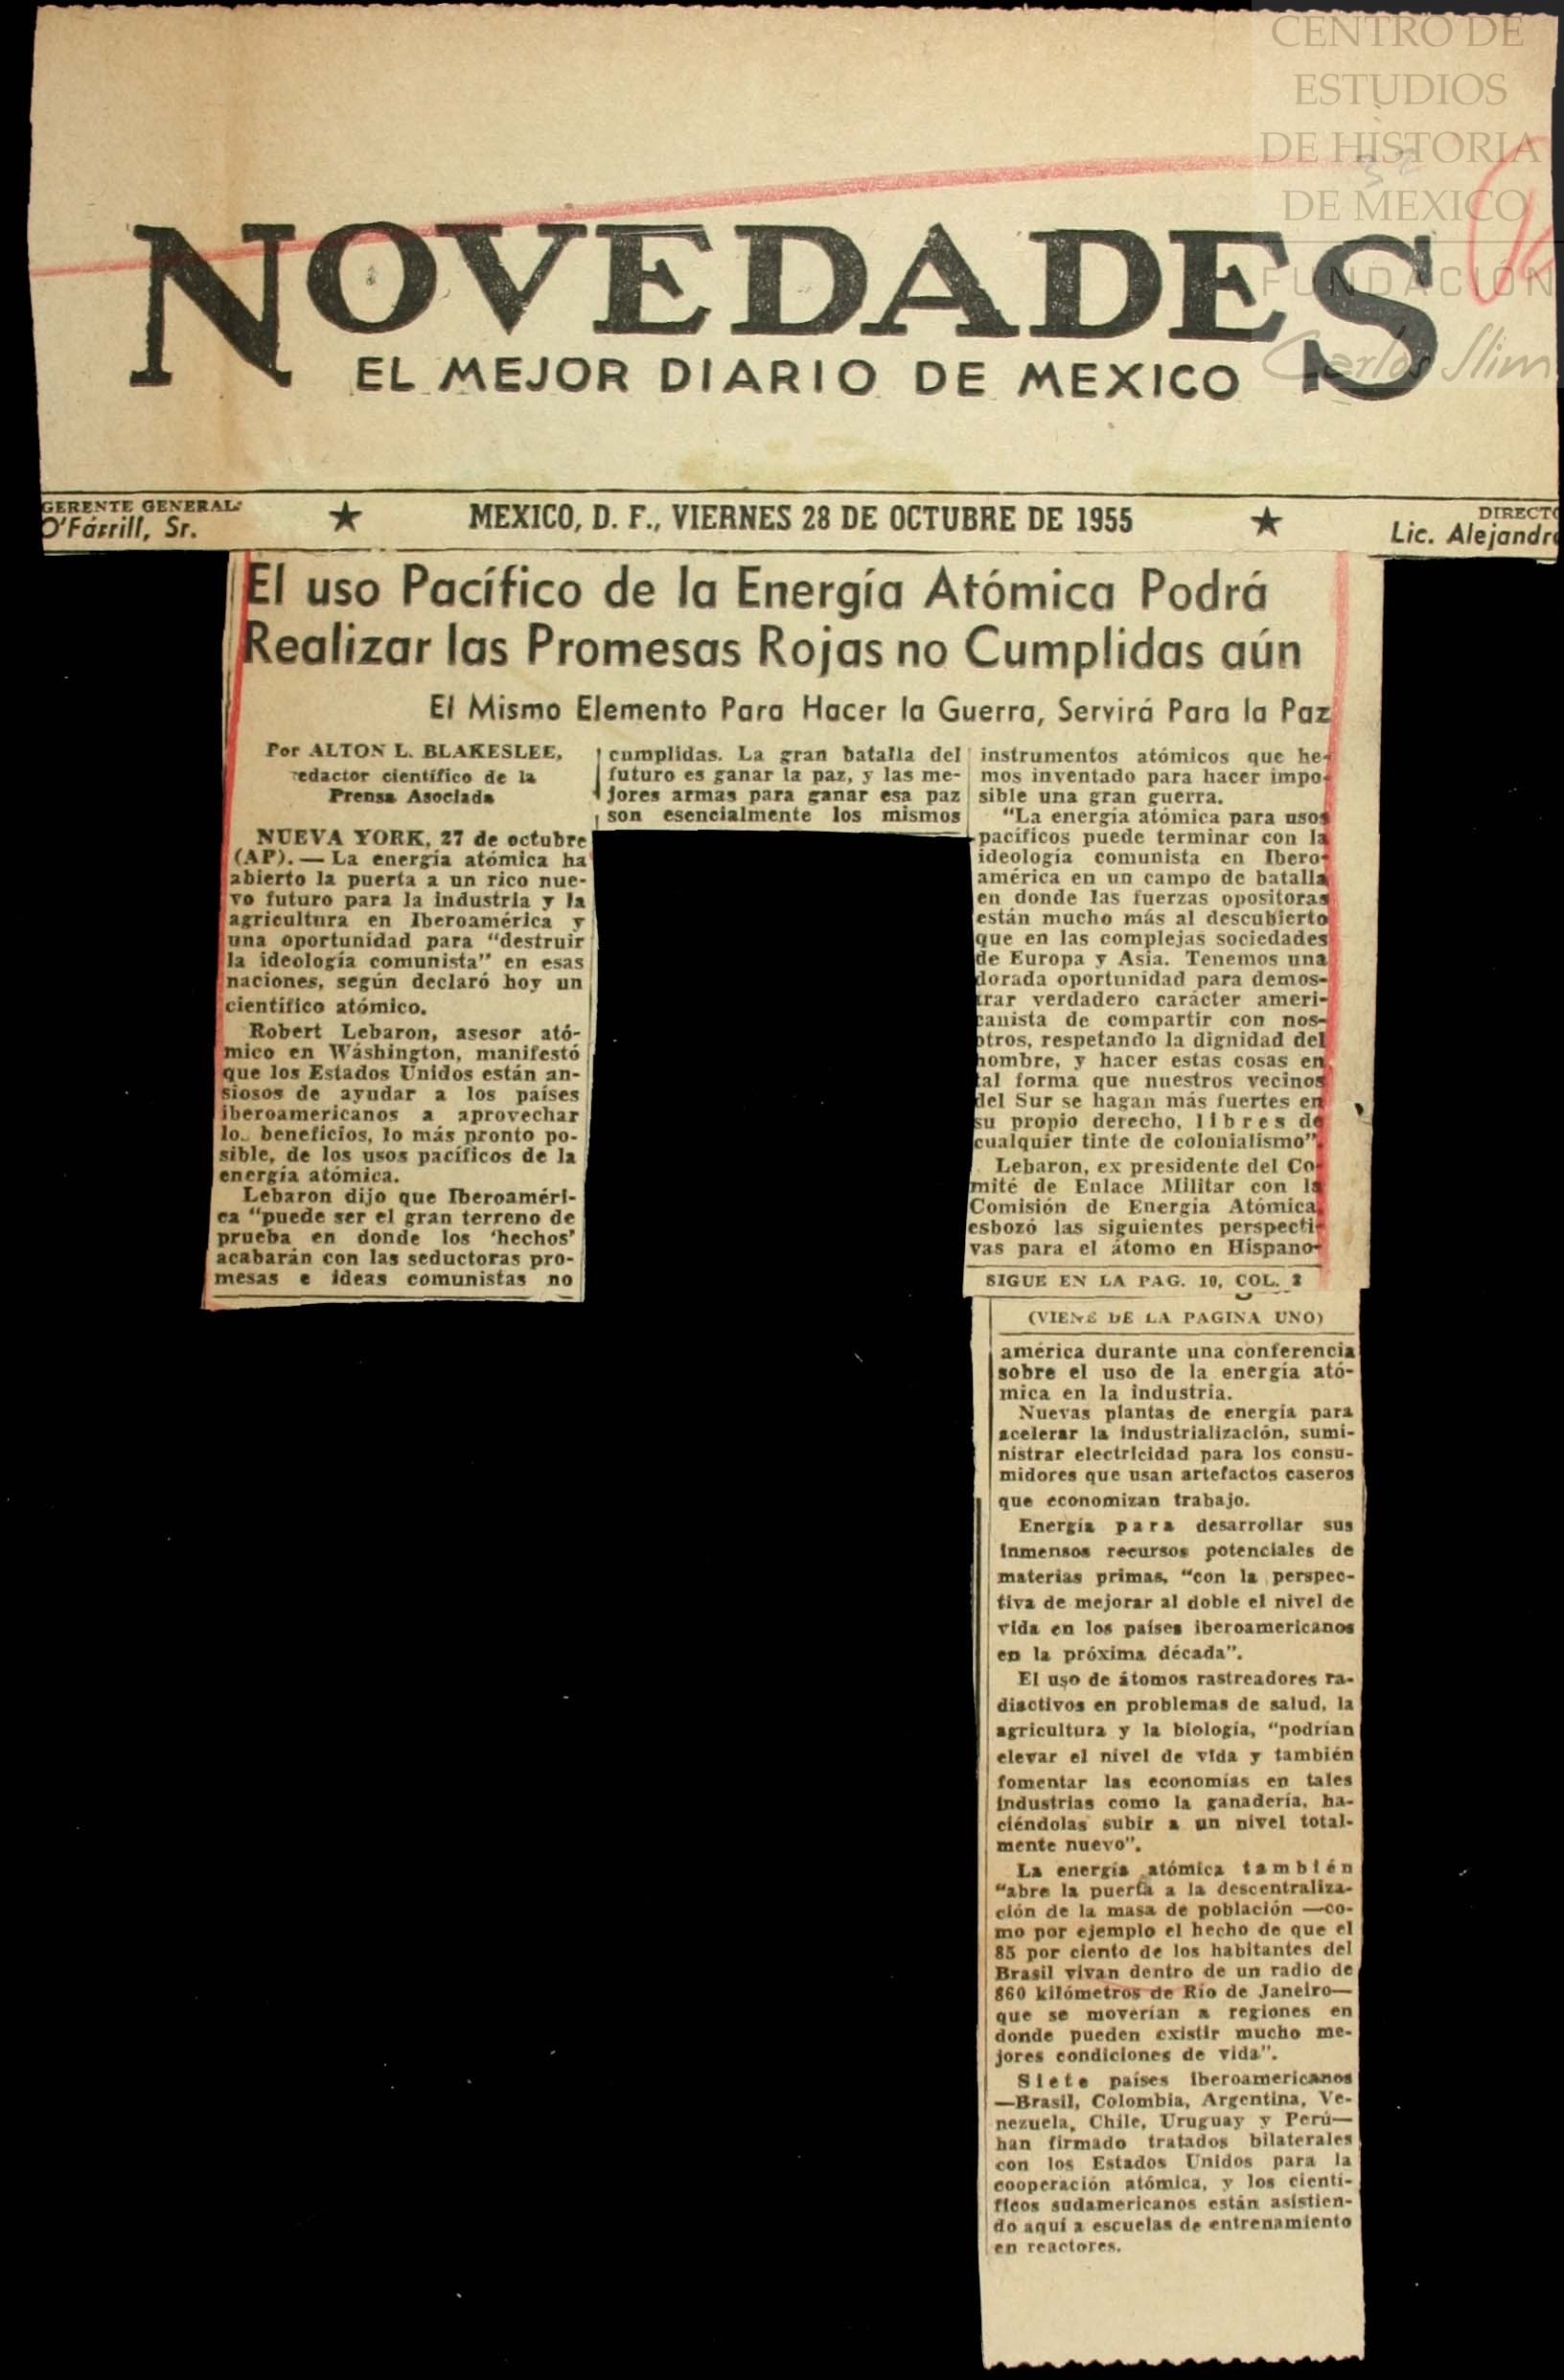 CENTRO DE
ESTUDIOS
DE HISTORIA
DE MEXICO
FUNDACIÓN
Carlos Slim
32
NOVEDADES
EL MEJOR DIARIO DE MEXICO
GERENTE GENERAL:
O'Fárrill, Sr.
★ MEXICO, D. F., VIERNES 28 DE OCTUBRE DE 1955 ★
DIRECTO
Lic. Alejandro
El uso Pacífico de la Energía Atómica Podrá
Realizar las Promesas Rojas no Cumplidas aún
El Mismo Elemento Para Hacer la Guerra, Servirá Para la Paz
Por ALTON L. BLAKESLEE,
redactor científico de la
Prensa Asociada
NUEVA YORK, 27 de octubre
(AP).— La energía atómica ha
abierto la puerta a un rico nue-
vo futuro para la industria y la
agricultura en Iberoamérica y
una oportunidad para "destruir
la ideología comunista" en esas
naciones, según declaró hoy un
científico atómico.
Robert Lebaron, asesor ató-
mico en Wáshington, manifestó
que los Estados Unidos están an-
siosos de ayudar a los países
iberoamericanos a aprovechar
lo. beneficios, lo más pronto po-
sible, de los usos pacíficos de la
energía atómica.
Lebaron dijo que Iberoaméri-
ca "puede ser el gran terreno de
prueba en donde los 'hechos'
acabarán con las seductoras pro-
mesas e ideas comunistas no
cumplidas. La gran batalla del
futuro es ganar la paz, y las me-
jores armas para ganar esa paz
son esencialmente los mismos
instrumentos atómicos que he-
mos inventado para hacer impo-
sible una gran guerra.
"La energía atómica para usos
pacíficos puede terminar con la
ideología comunista en Ibero-
américa en un campo de batalla
en donde las fuerzas opositoras
están mucho más al descubierto
que en las complejas sociedades
de Europa y Asia. Tenemos una
dorada oportunidad para demos-
trar verdadero carácter ameri-
canista de compartir con nos-
otros, respetando la dignidad del
hombre, y hacer estas cosas en
tal forma que nuestros vecinos
del Sur se hagan más fuertes en
su propio derecho, libres de
cualquier tinte de colonialismo".
Lebaron, ex presidente del Co-
mité de Enlace Militar con la
Comisión de Energía Atómica,
esbozó las siguientes perspecti-
vas para el átomo en Hispano-
SIGUE EN LA PAG. 10, COL. 2
(VIENE DE LA PAGINA UNO)
américa durante una conferencia
sobre el uso de la energía ató-
mica en la industria.
Nuevas plantas de energía para
acelerar la industrialización, sumi-
nistrar electricidad para los consu-
midores que usan artefactos caseros
que economizan trabajo.
Energía para desarrollar sus
inmensos recursos potenciales de
materias primas, "con la perspec-
tiva de mejorar al doble el nivel de
vida en los países iberoamericanos
en la próxima década".
El uso de átomos rastreadores ra-
diactivos en problemas de salud, la
agricultura y la biología, "podrían
elevar el nivel de vida y también
fomentar las economías en tales
industrias como la ganadería, ha-
ciéndolas subir a un nivel total-
mente nuevo".
La energía atómica también
"abre la puerta a la descentraliza-
ción de la masa de población —co-
mo por ejemplo el hecho de que el
85 por ciento de los habitantes del
Brasil vivan dentro de un radio de
860 kilómetros de Río de Janeiro—
que se moverían a regiones en
donde pueden existir mucho me-
jores condiciones de vida".
Siete países iberoamericanos
—Brasil, Colombia, Argentina, Ve-
nezuela, Chile, Uruguay y Perú—
han firmado tratados bilaterales
con los Estados Unidos para la
cooperación atómica, y los cientí-
ficos sudamericanos están asistien-
do aquí a escuelas de entrenamiento
en reactores.